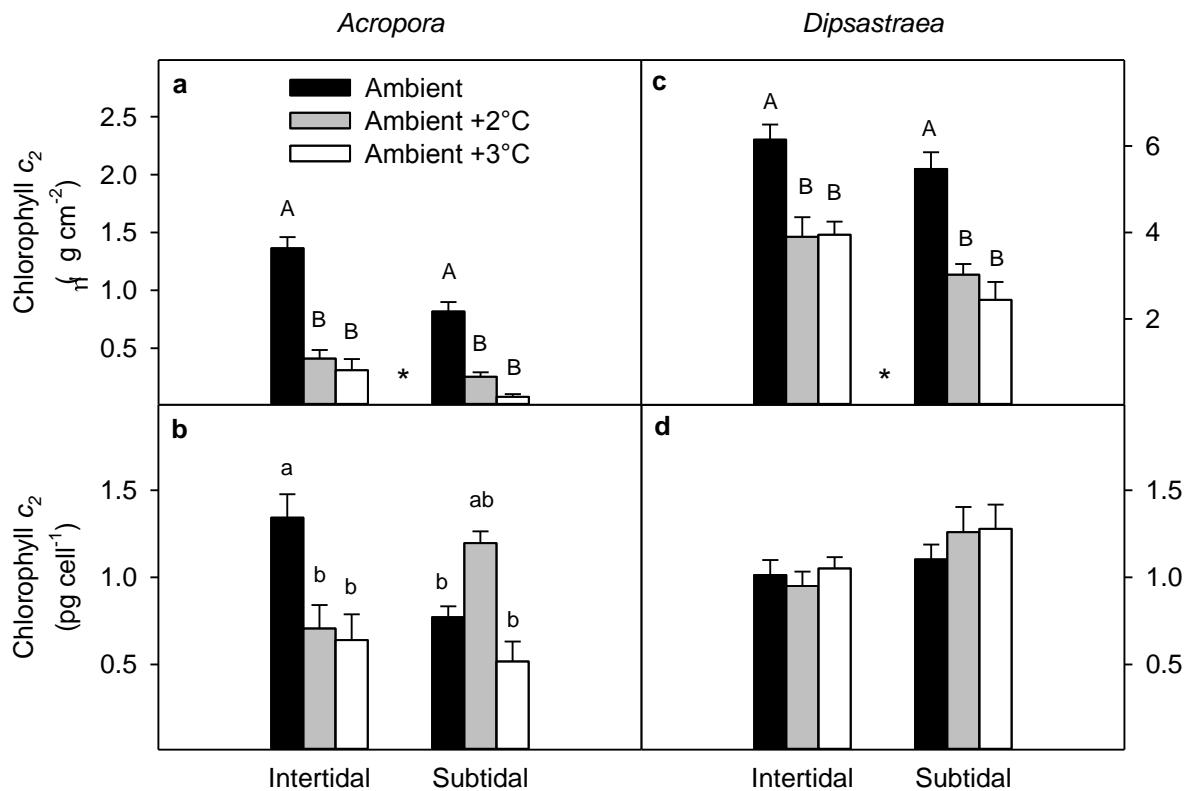 Acropora Dipsastraea
a
Ambient
Ambient +2°C
Ambient +3°C
2.5
2.0
1.5
1.0
0.5
Chlorophyll c2
(µg cm-2)
A
B
B
*
A
B
B
c
A
B
B
*
A
B
B
6
4
2
b
1.5
1.0
0.5
Chlorophyll c2
(pg cell-1)
a
b
b
b
ab
b
d
1.5
1.0
0.5
Intertidal Subtidal Intertidal Subtidal